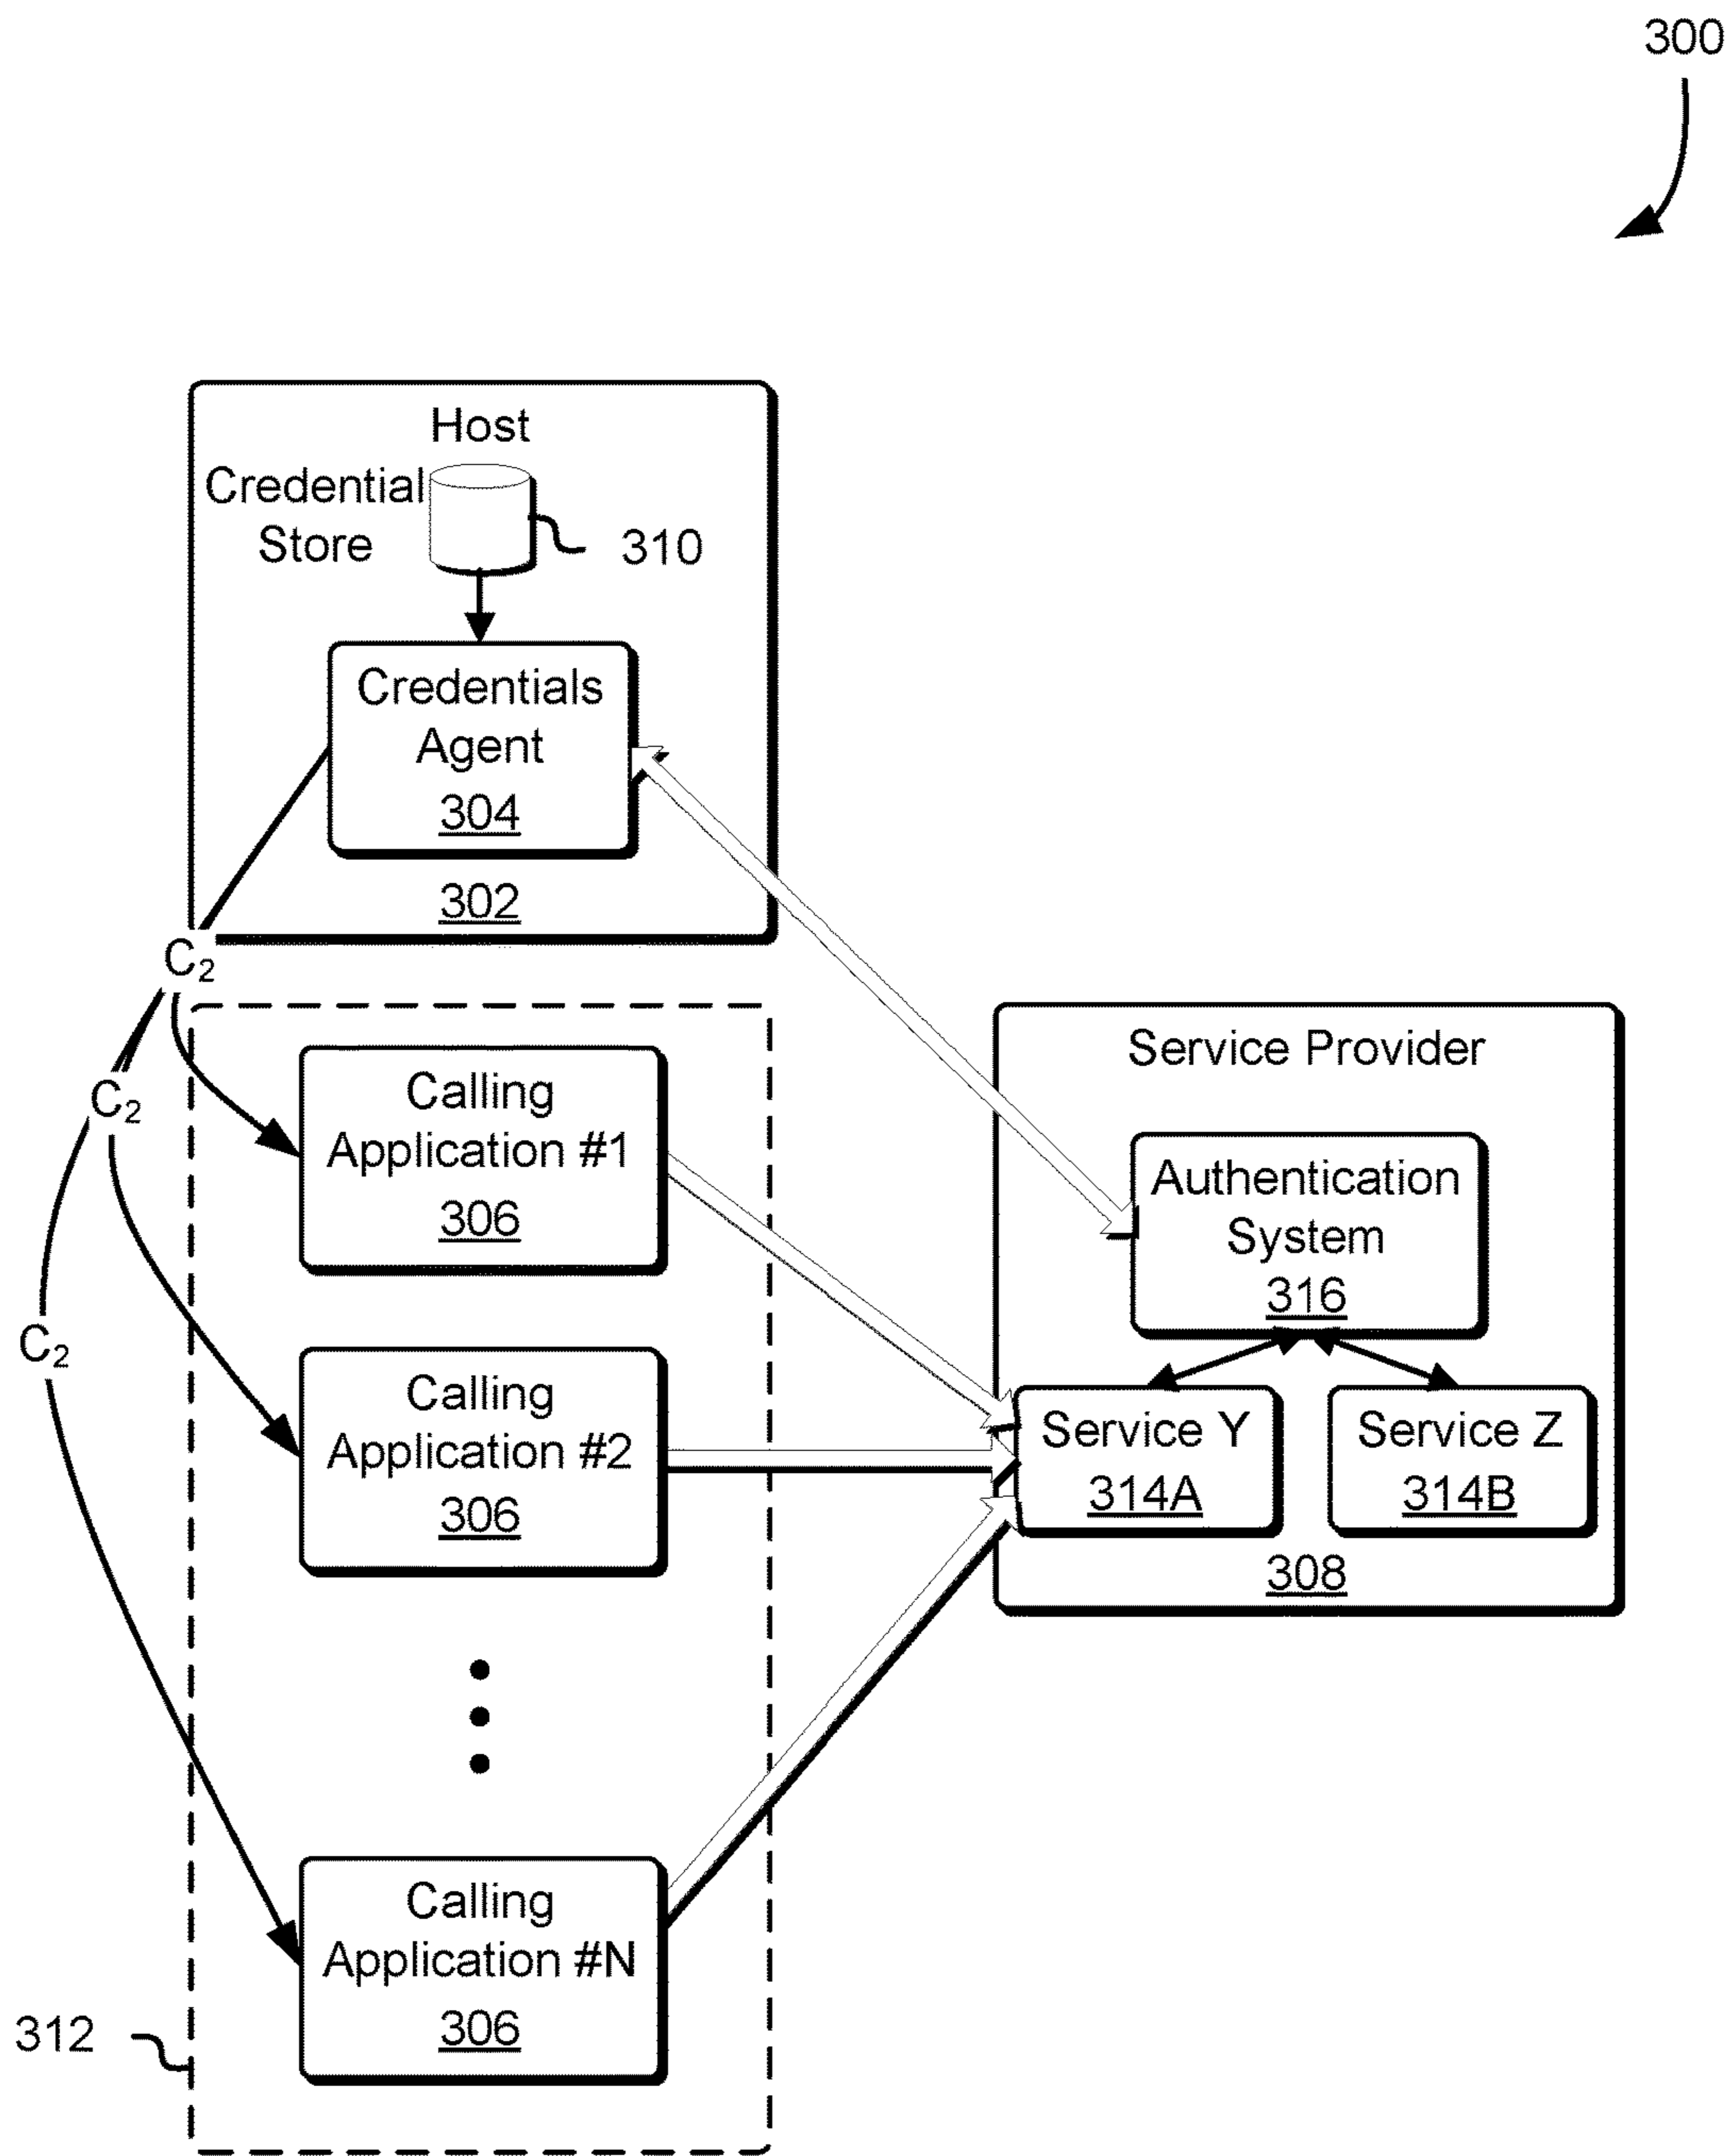 300
Host
Credential
Store
310
Credentials
Agent
304
302
C₂
C₂
C₂
Calling
Application #1
306
Calling
Application #2
306
Calling
Application #N
306
312
Service Provider
Authentication
System
316
Service Y
314A
Service Z
314B
308